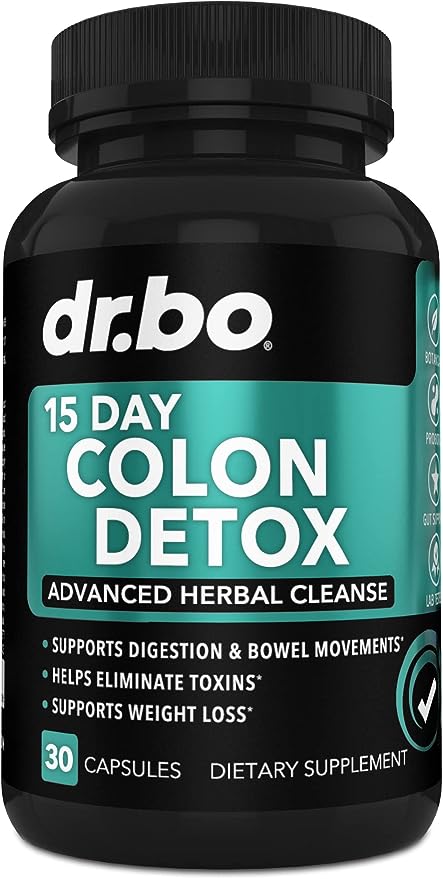 dr.bo®
15 DAY
COLON
DETOX
ADVANCED HERBAL CLEANSE
• SUPPORTS DIGESTION & BOWEL MOVEMENTS*
• HELPS ELIMINATE TOXINS*
• SUPPORTS WEIGHT LOSS*
30 CAPSULES DIETARY SUPPLEMENT